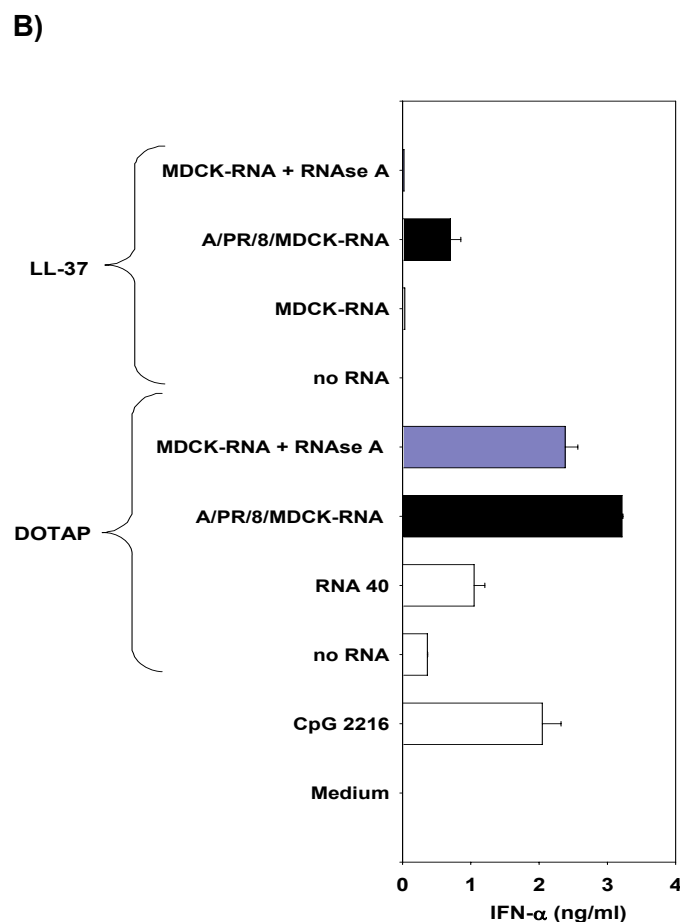 B)
MDCK-RNA + RNAse A
A/PR/8/MDCK-RNA
LL-37
MDCK-RNA
no RNA
MDCK-RNA + RNAse A
A/PR/8/MDCK-RNA
DOTAP
RNA 40
no RNA
CpG 2216
Medium
0 1 2 3 4
IFN-α (ng/ml)